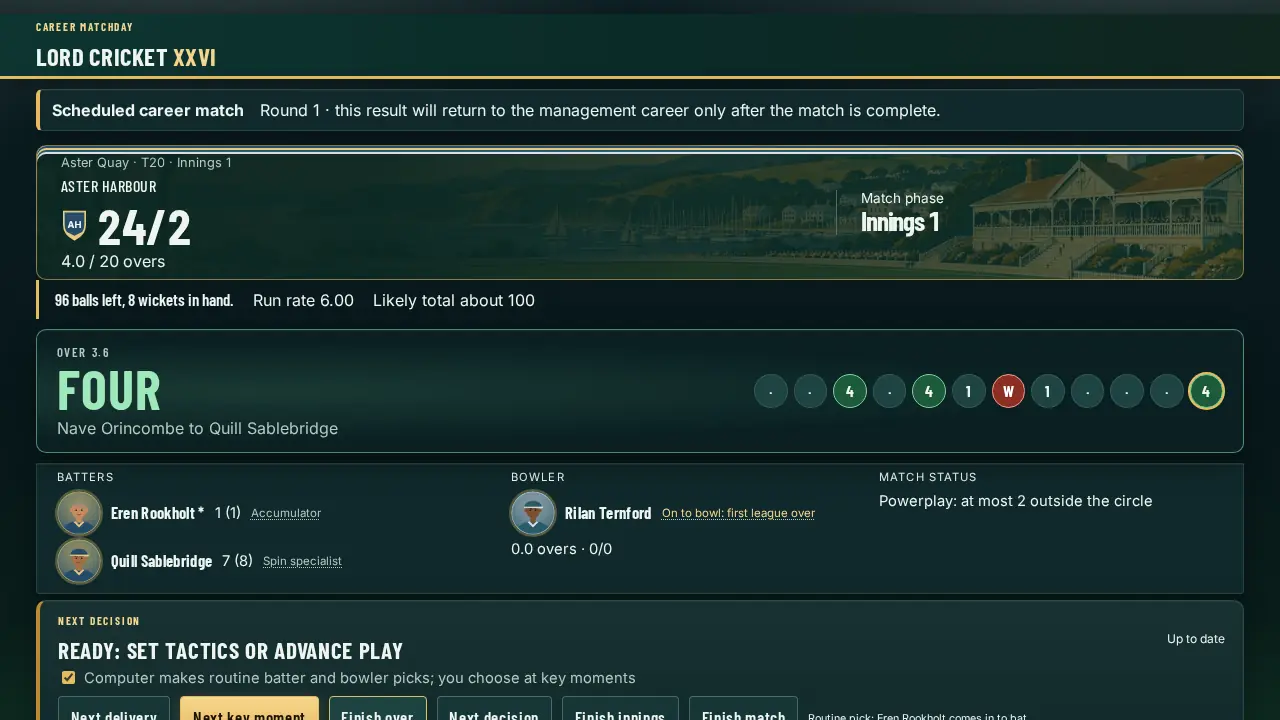 CAREER MATCHDAY
LORD CRICKET XXVI
Scheduled career match Round 1 · this result will return to the management career only after the match is complete.
Aster Quay · T20 · Innings 1
ASTER HARBOUR
AH 24/2
4.0 / 20 overs
Match phase
Innings 1
96 balls left, 8 wickets in hand. Run rate 6.00 Likely total about 100
OVER 3.6
FOUR
Nave Orincombe to Quill Sablebridge
· · 4 · 4 1 W 1 · · · 4
BATTERS
Eren Rookholt * 1 (1) Accumulator
Quill Sablebridge 7 (8) Spin specialist
BOWLER
Rilan Ternford On to bowl: first league over
0.0 overs · 0/0
MATCH STATUS
Powerplay: at most 2 outside the circle
NEXT DECISION
READY: SET TACTICS OR ADVANCE PLAY
Up to date
Computer makes routine batter and bowler picks; you choose at key moments
Next delivery Next key moment Finish over Next decision Finish innings Finish match Routine pick: Eren Rookholt comes in to bat